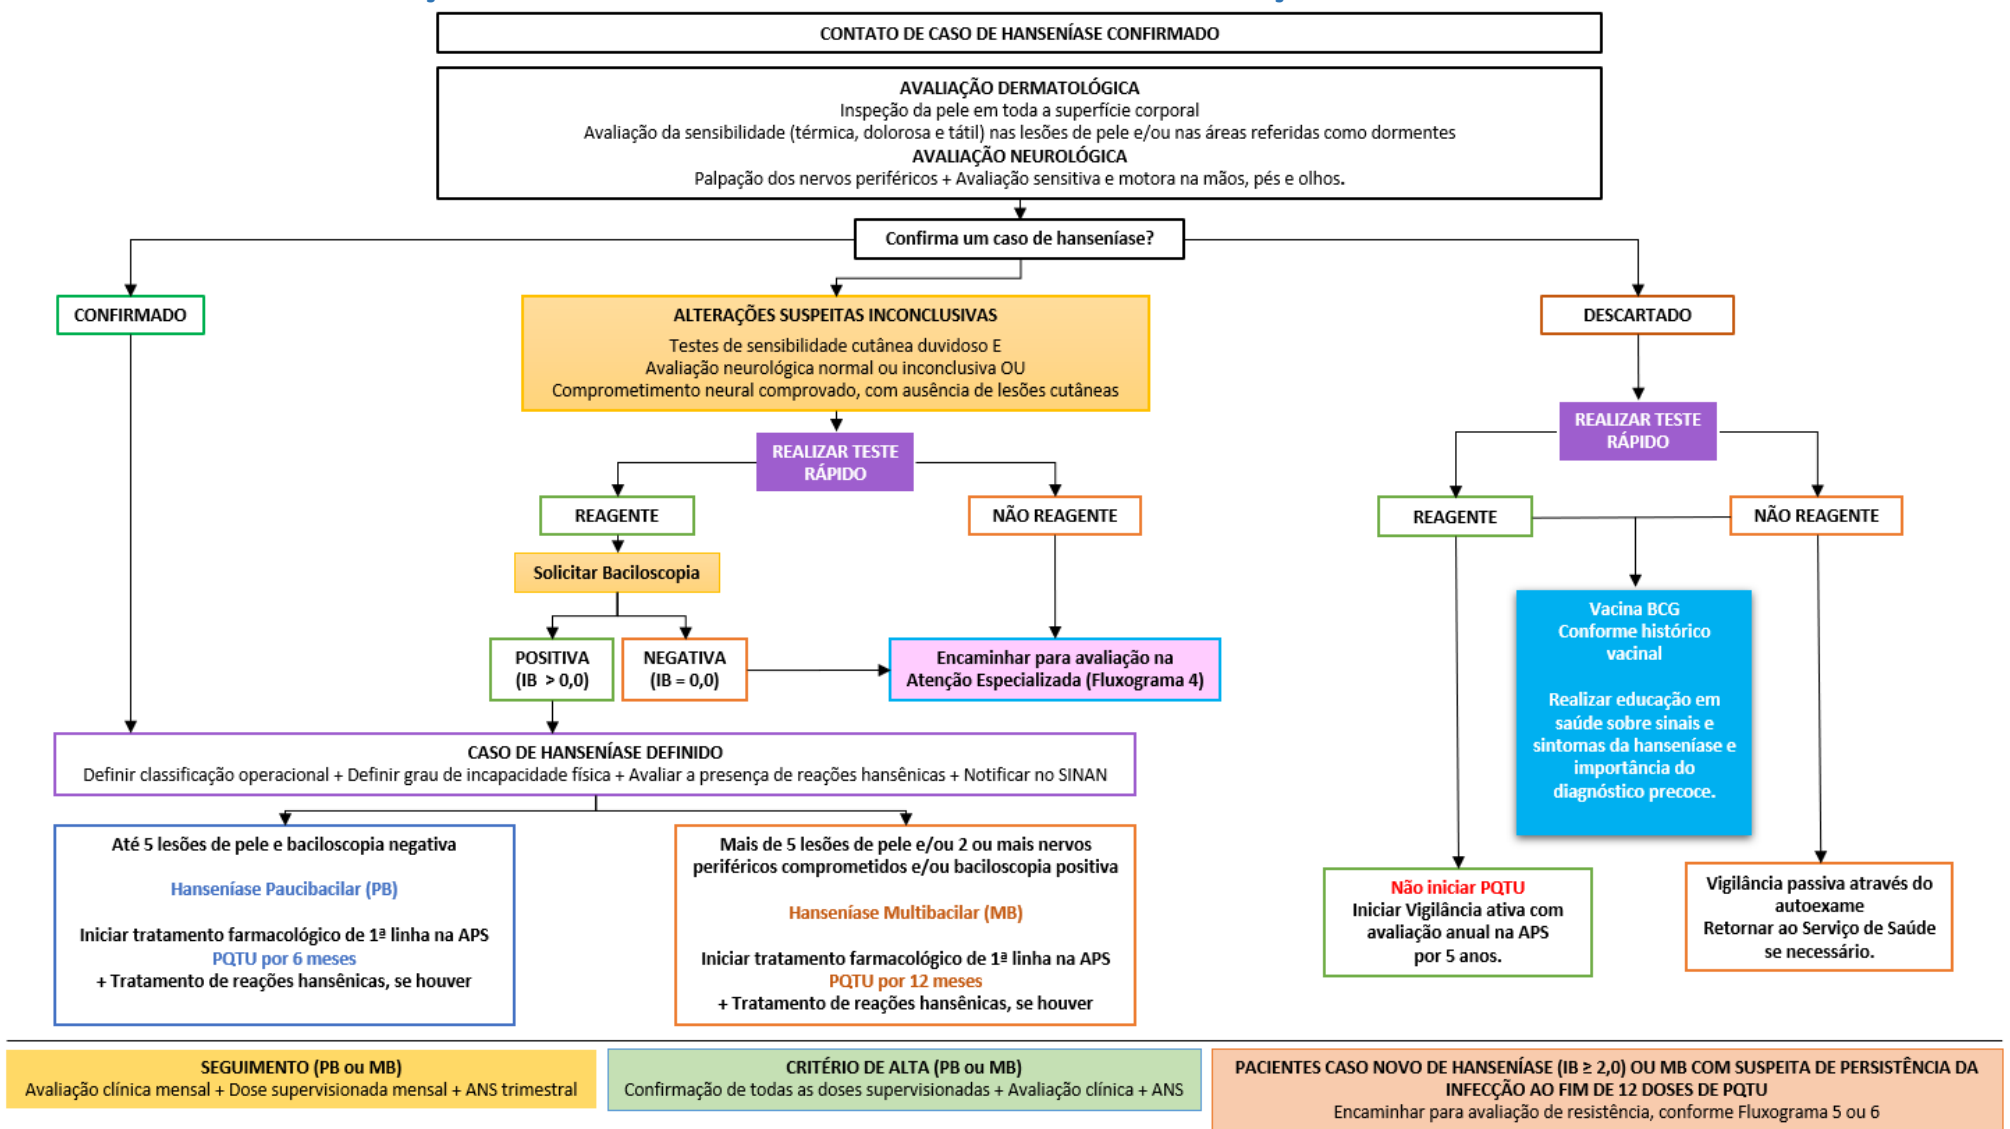 CONTATO DE CASO DE HANSENÍASE CONFIRMADO
AVALIAÇÃO DERMATOLÓGICA
Inspeção da pele em toda a superfície corporal
Avaliação da sensibilidade (térmica, dolorosa e tátil) nas lesões de pele e/ou nas áreas referidas como dormentes
AVALIAÇÃO NEUROLÓGICA
Palpação dos nervos periféricos + Avaliação sensitiva e motora na mãos, pés e olhos.
Confirma um caso de hanseníase?
CONFIRMADO
ALTERAÇÕES SUSPEITAS INCONCLUSIVAS
Testes de sensibilidade cutânea duvidoso E
Avaliação neurológica normal ou inconclusiva OU
Comprometimento neural comprovado, com ausência de lesões cutâneas
DESCARTADO
REALIZAR TESTE
RÁPIDO
REALIZAR TESTE
RÁPIDO
REAGENTE
NÃO REAGENTE
REAGENTE
NÃO REAGENTE
Solicitar Baciloscopia
POSITIVA
(IB > 0,0)
NEGATIVA
(IB = 0,0)
Encaminhar para avaliação na
Atenção Especializada (Fluxograma 4)
Vacina BCG
Conforme histórico
vacinal
Realizar educação em
saúde sobre sinais e
sintomas da hanseníase e
importância do
diagnóstico precoce.
CASO DE HANSENÍASE DEFINIDO
Definir classificação operacional + Definir grau de incapacidade física + Avaliar a presença de reações hansênicas + Notificar no SINAN
Até 5 lesões de pele e baciloscopia negativa
Hanseníase Paucibacilar (PB)
Iniciar tratamento farmacológico de 1ª linha na APS
PQTU por 6 meses
+ Tratamento de reações hansênicas, se houver
Mais de 5 lesões de pele e/ou 2 ou mais nervos
periféricos comprometidos e/ou baciloscopia positiva
Hanseníase Multibacilar (MB)
Iniciar tratamento farmacológico de 1ª linha na APS
PQTU por 12 meses
+ Tratamento de reações hansênicas, se houver
Não iniciar PQTU
Iniciar Vigilância ativa com
avaliação anual na APS
por 5 anos.
Vigilância passiva através do
autoexame
Retornar ao Serviço de Saúde
se necessário.
SEGUIMENTO (PB ou MB)
Avaliação clínica mensal + Dose supervisionada mensal + ANS trimestral
CRITÉRIO DE ALTA (PB ou MB)
Confirmação de todas as doses supervisionadas + Avaliação clínica + ANS
PACIENTES CASO NOVO DE HANSENÍASE (IB ≥ 2,0) OU MB COM SUSPEITA DE PERSISTÊNCIA DA
INFECÇÃO AO FIM DE 12 DOSES DE PQTU
Encaminhar para avaliação de resistência, conforme Fluxograma 5 ou 6